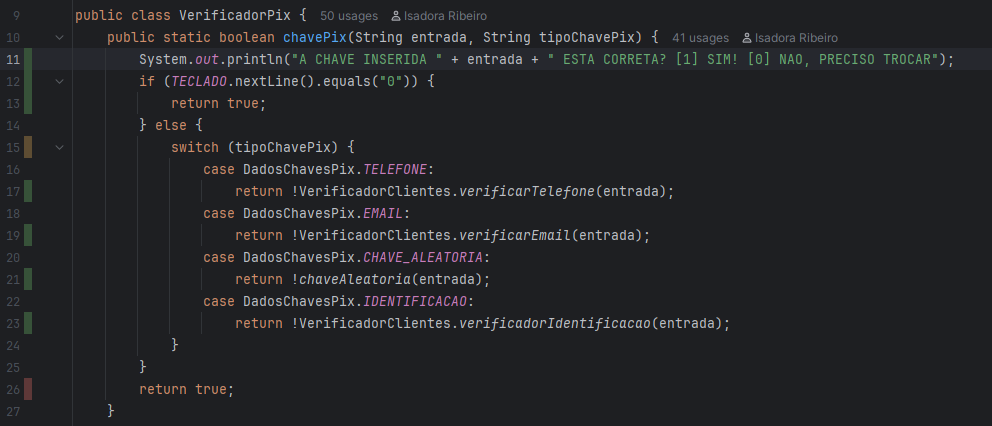 9 public class VerificadorPix { 50 usages Isadora Ribeiro
10 public static boolean chavePix(String entrada, String tipoChavePix) { 41 usages Isadora Ribeiro
11 System.out.println("A CHAVE INSERIDA " + entrada + " ESTA CORRETA? [1] SIM! [0] NAO, PRECISO TROCAR");
12 if (TECLADO.nextLine().equals("0")) {
13 return true;
14 } else {
15 switch (tipoChavePix) {
16 case DadosChavesPix.TELEFONE:
17 return !VerificadorClientes.verificarTelefone(entrada);
18 case DadosChavesPix.EMAIL:
19 return !VerificadorClientes.verificarEmail(entrada);
20 case DadosChavesPix.CHAVE_ALEATORIA:
21 return !chaveAleatoria(entrada);
22 case DadosChavesPix.IDENTIFICACAO:
23 return !VerificadorClientes.verificadorIdentificacao(entrada);
24 }
25 }
26 return true;
27 }